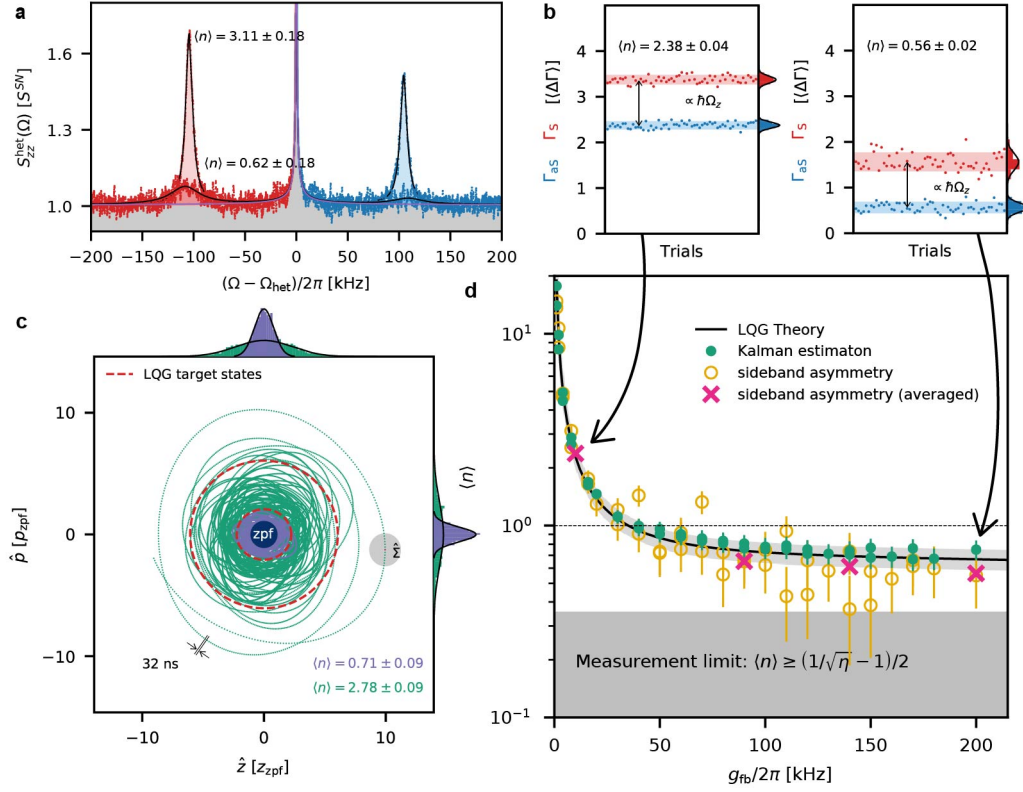 a
⟨n⟩ = 3.11 ± 0.18
⟨n⟩ = 0.62 ± 0.18
S_zz^het(Ω) [S^SN]
1.6
1.3
1.0
−200 −150 −100 −50 0 50 100 150 200
(Ω − Ω_het)/2π [kHz]
b
⟨n⟩ = 2.38 ± 0.04
∝ ℏΩ_z
Γ_AS Γ_S [⟨ΔΓ⟩]
4
3
2
1
0
Trials
⟨n⟩ = 0.56 ± 0.02
∝ ℏΩ_z
Γ_AS Γ_S [⟨ΔΓ⟩]
4
3
2
1
0
Trials
c
LQG target states
zpf
Σ̂
32 ns
⟨n⟩ = 0.71 ± 0.09
⟨n⟩ = 2.78 ± 0.09
p̂ [p_zpf]
10
0
−10
−10 0 10
ẑ [z_zpf]
d
LQG Theory
Kalman estimaton
sideband asymmetry
sideband asymmetry (averaged)
Measurement limit: ⟨n⟩ ≥ (1/√η − 1)/2
⟨n⟩
10^1
10^0
10^−1
0 50 100 150 200
g_fb/2π [kHz]